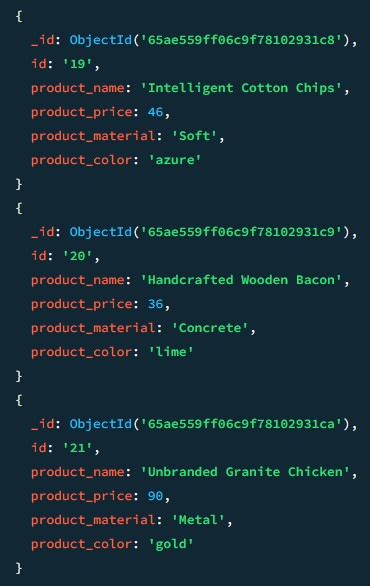 {
_id: ObjectId('65ae559ff06c9f78102931c8'),
id: '19',
product_name: 'Intelligent Cotton Chips',
product_price: 46,
product_material: 'Soft',
product_color: 'azure'
}
{
_id: ObjectId('65ae559ff06c9f78102931c9'),
id: '20',
product_name: 'Handcrafted Wooden Bacon',
product_price: 36,
product_material: 'Concrete',
product_color: 'lime'
}
{
_id: ObjectId('65ae559ff06c9f78102931ca'),
id: '21',
product_name: 'Unbranded Granite Chicken',
product_price: 90,
product_material: 'Metal',
product_color: 'gold'
}